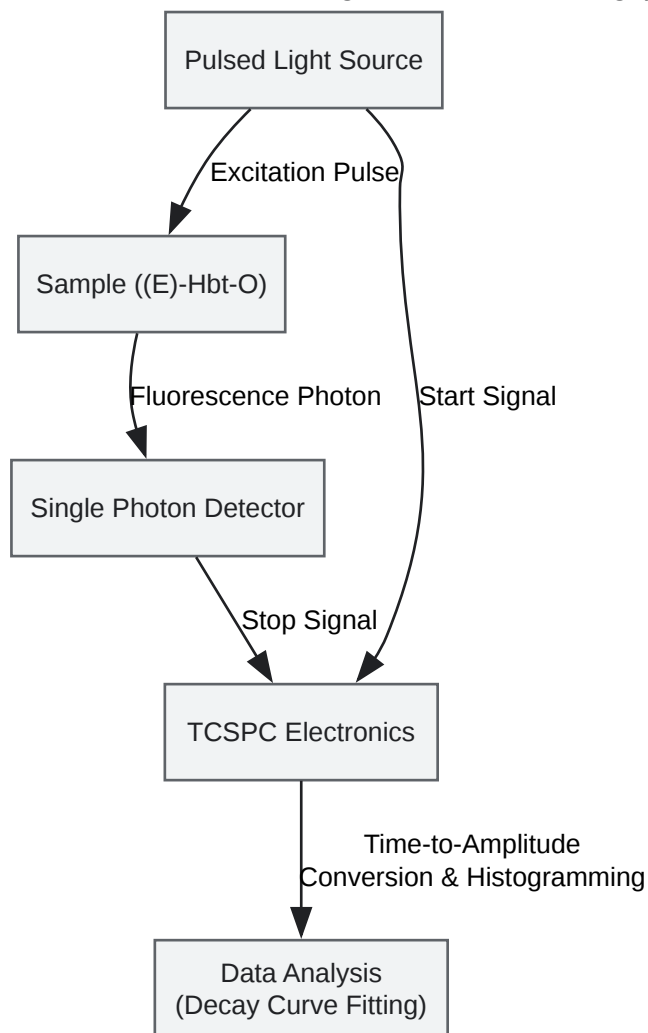 Pulsed Light Source
Excitation Pulse
Sample ((E)-Hbt-O)
Fluorescence Photon
Start Signal
Single Photon Detector
Stop Signal
TCSPC Electronics
Time-to-Amplitude
Conversion & Histogramming
Data Analysis
(Decay Curve Fitting)